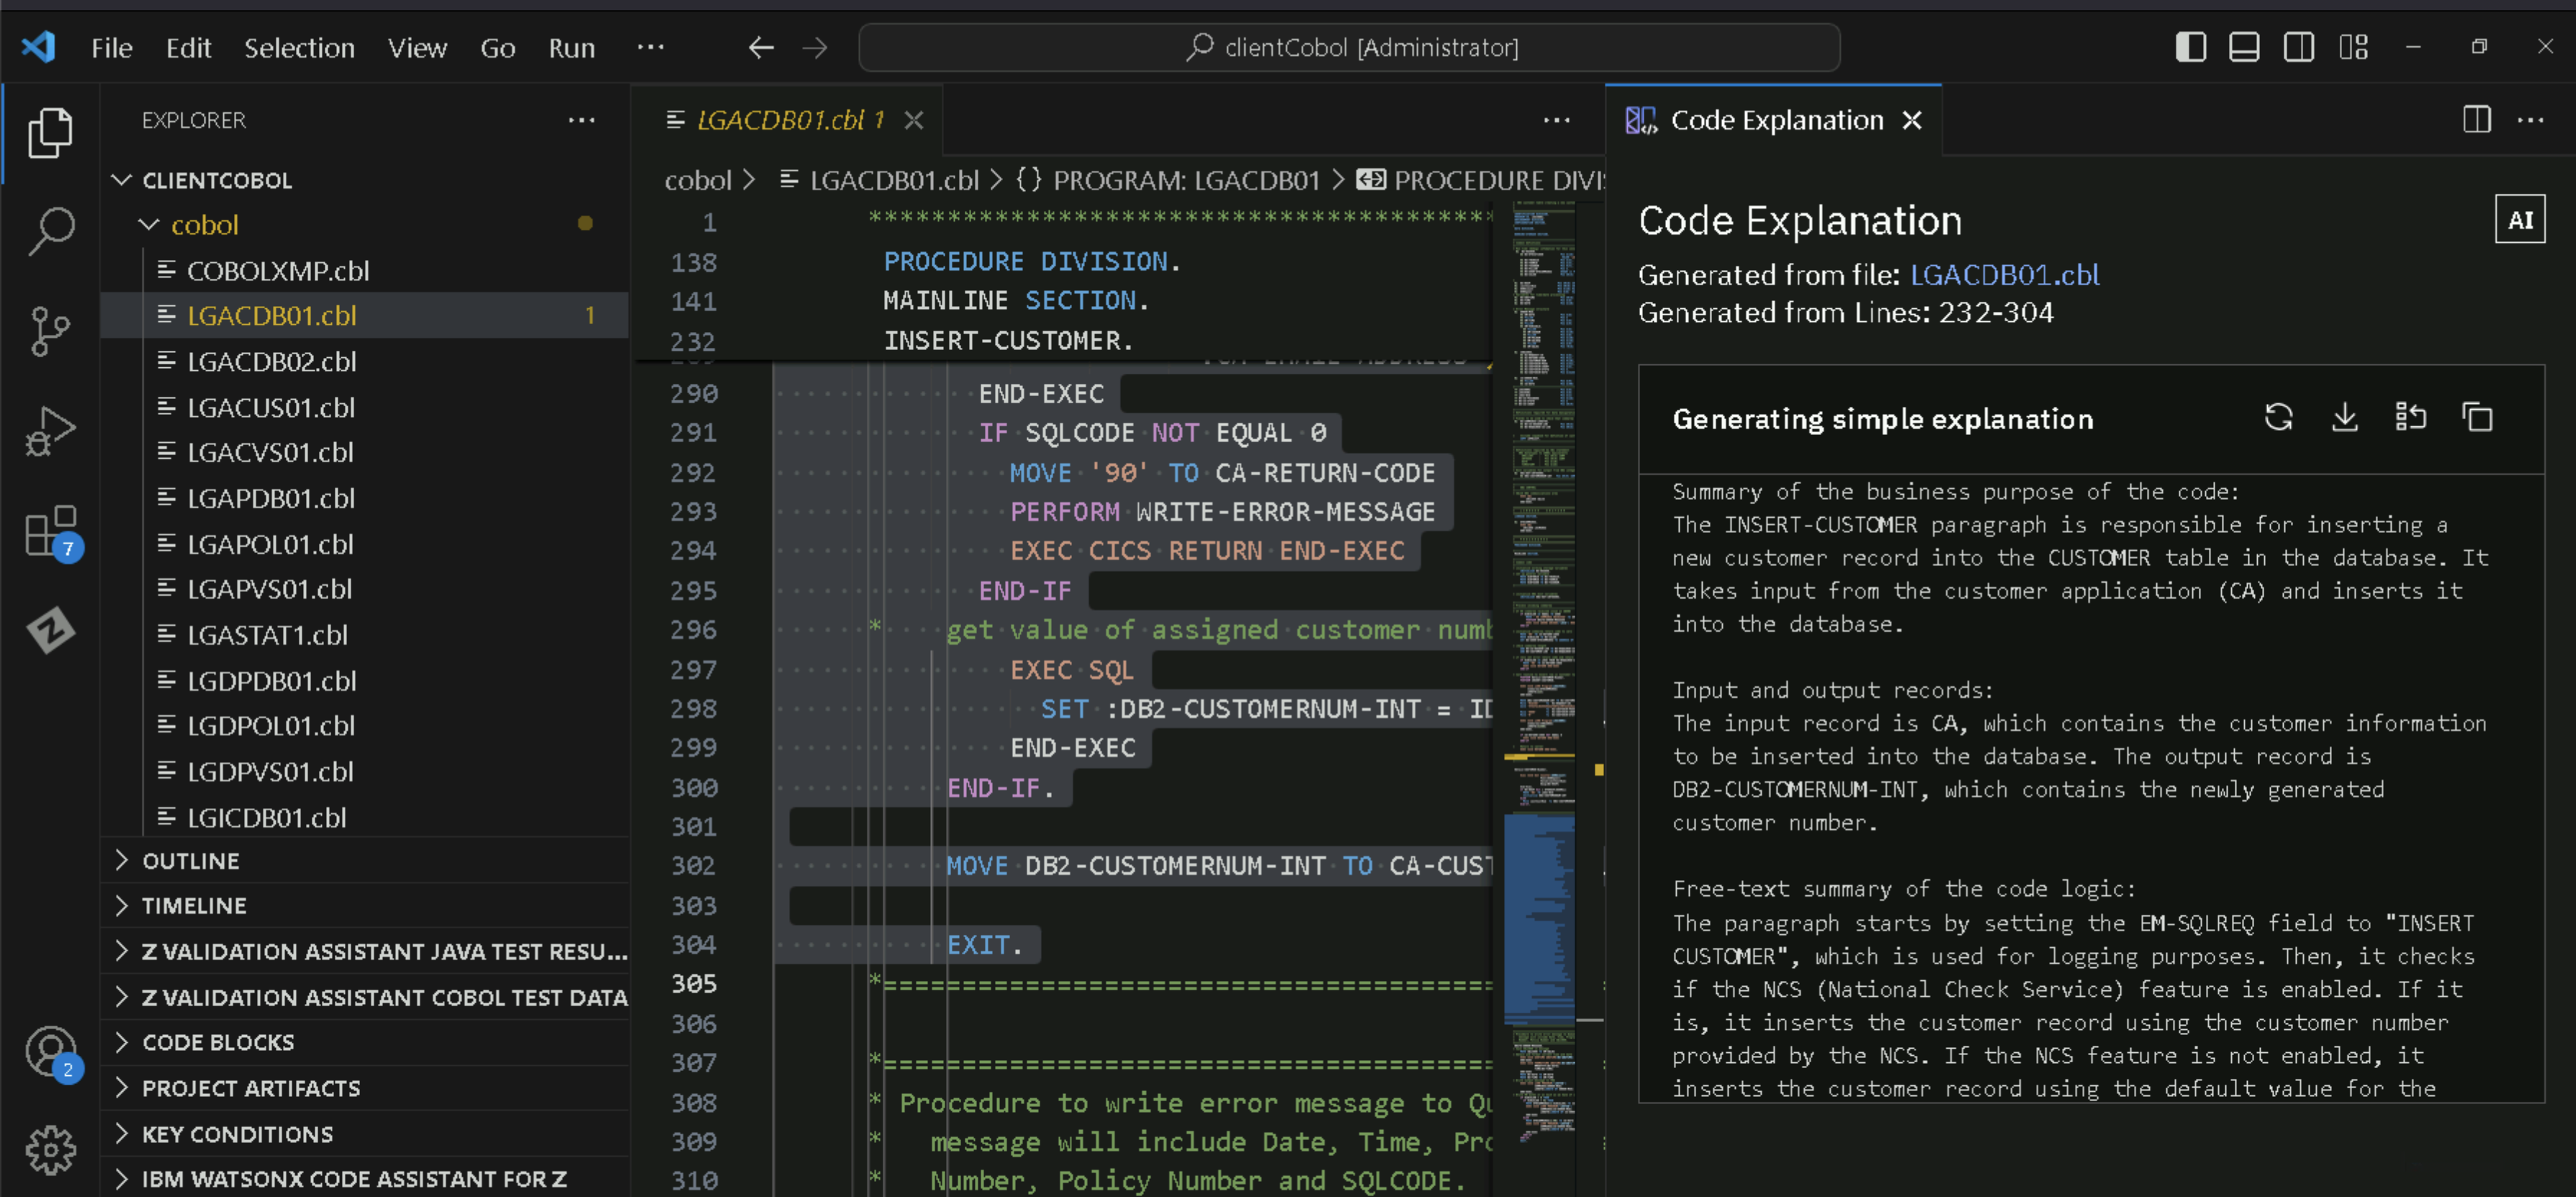 File Edit Selection View Go Run ···
clientCobol [Administrator]
EXPLORER
CLIENTCOBOL
cobol
COBOLXMP.cbl
LGACDB01.cbl 1
LGACDB02.cbl
LGACUS01.cbl
LGACVS01.cbl
LGAPDB01.cbl
LGAPOL01.cbl
LGAPVS01.cbl
LGASTAT1.cbl
LGDPDB01.cbl
LGDPOL01.cbl
LGDPVS01.cbl
LGICDB01.cbl
OUTLINE
TIMELINE
Z VALIDATION ASSISTANT JAVA TEST RESU...
Z VALIDATION ASSISTANT COBOL TEST DATA
CODE BLOCKS
PROJECT ARTIFACTS
KEY CONDITIONS
IBM WATSONX CODE ASSISTANT FOR Z
7
Z
2
LGACDB01.cbl 1
cobol > LGACDB01.cbl > {} PROGRAM: LGACDB01 > PROCEDURE DIVI
1 ****************************************
138 PROCEDURE DIVISION.
141 MAINLINE SECTION.
232 INSERT-CUSTOMER.
290 END-EXEC
291 IF SQLCODE NOT EQUAL 0
292 MOVE '90' TO CA-RETURN-CODE
293 PERFORM WRITE-ERROR-MESSAGE
294 EXEC CICS RETURN END-EXEC
295 END-IF
296 * get value of assigned customer numb
297 EXEC SQL
298 SET :DB2-CUSTOMERNUM-INT = ID
299 END-EXEC
300 END-IF.
301
302 MOVE DB2-CUSTOMERNUM-INT TO CA-CUST
303
304 EXIT.
305 *=======================================
306
307 *=======================================
308 * Procedure to write error message to Qu
309 * message will include Date, Time, Pro
310 * Number, Policy Number and SQLCODE.
Code Explanation
Code Explanation
AI
Generated from file: LGACDB01.cbl
Generated from Lines: 232-304
Generating simple explanation
Summary of the business purpose of the code:
The INSERT-CUSTOMER paragraph is responsible for inserting a
new customer record into the CUSTOMER table in the database. It
takes input from the customer application (CA) and inserts it
into the database.
Input and output records:
The input record is CA, which contains the customer information
to be inserted into the database. The output record is
DB2-CUSTOMERNUM-INT, which contains the newly generated
customer number.
Free-text summary of the code logic:
The paragraph starts by setting the EM-SQLREQ field to "INSERT
CUSTOMER", which is used for logging purposes. Then, it checks
if the NCS (National Check Service) feature is enabled. If it
is, it inserts the customer record using the customer number
provided by the NCS. If the NCS feature is not enabled, it
inserts the customer record using the default value for the